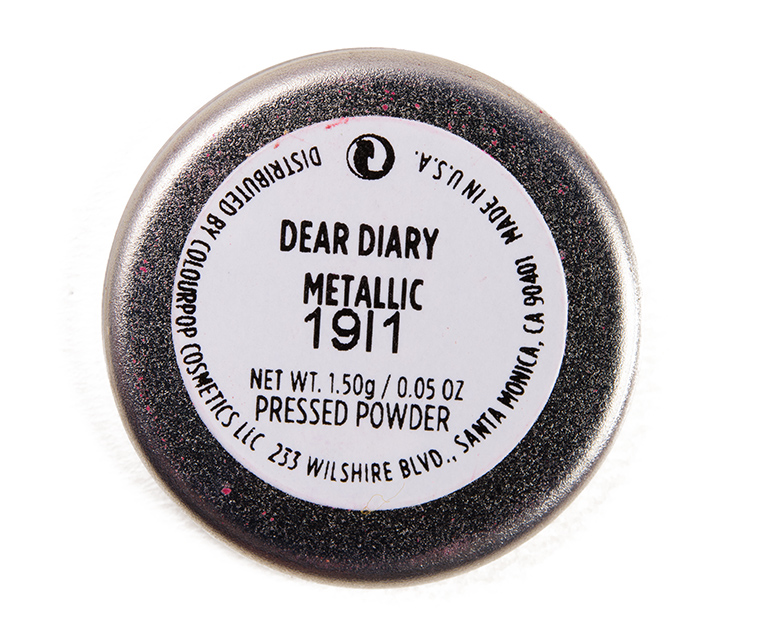 DEAR DIARY
METALLIC
19I1
NET WT. 1.50g / 0.05 OZ
PRESSED POWDER
DISTRIBUTED BY COLOURPOP COSMETICS LLC 233 WILSHIRE BLVD., SANTA MONICA, CA 90401 MADE IN U.S.A.